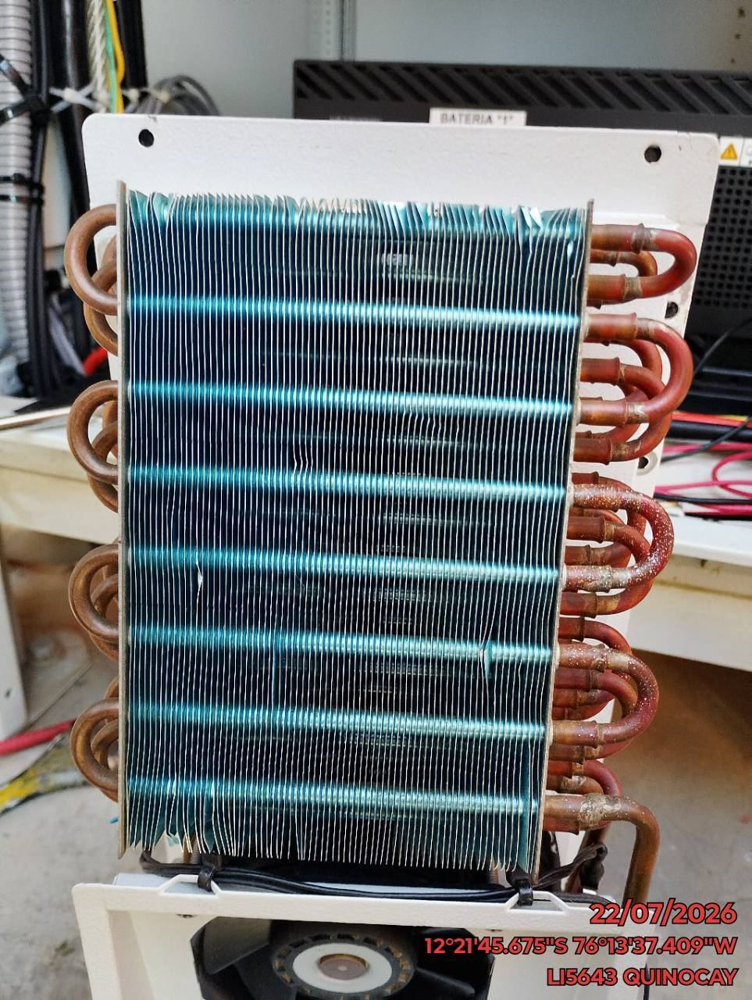 BATERIA "1"
22/07/2026
12°21'45.675"S 76°13'37.409"W
LI5643 QUINOCAY